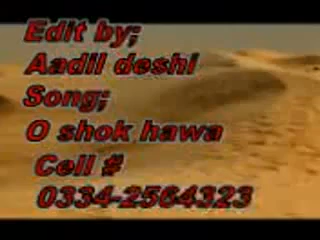 Edit by;
Aadil deshi
Song;
O shok hawa
Cell #
0334-2564323